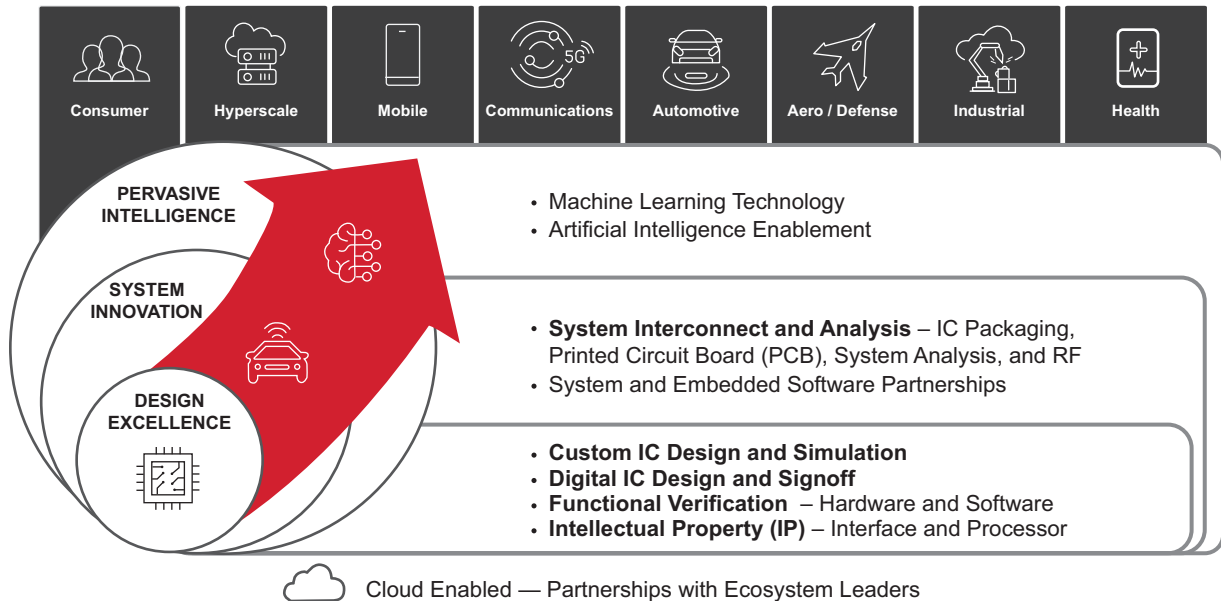 5G
Consumer
Hyperscale
Mobile
Communications
Automotive
Aero / Defense
Industrial
Health
PERVASIVE
INTELLIGENCE
• Machine Learning Technology
• Artificial Intelligence Enablement
SYSTEM
INNOVATION
• System Interconnect and Analysis – IC Packaging,
Printed Circuit Board (PCB), System Analysis, and RF
• System and Embedded Software Partnerships
DESIGN
EXCELLENCE
• Custom IC Design and Simulation
• Digital IC Design and Signoff
• Functional Verification – Hardware and Software
• Intellectual Property (IP) – Interface and Processor
Cloud Enabled — Partnerships with Ecosystem Leaders